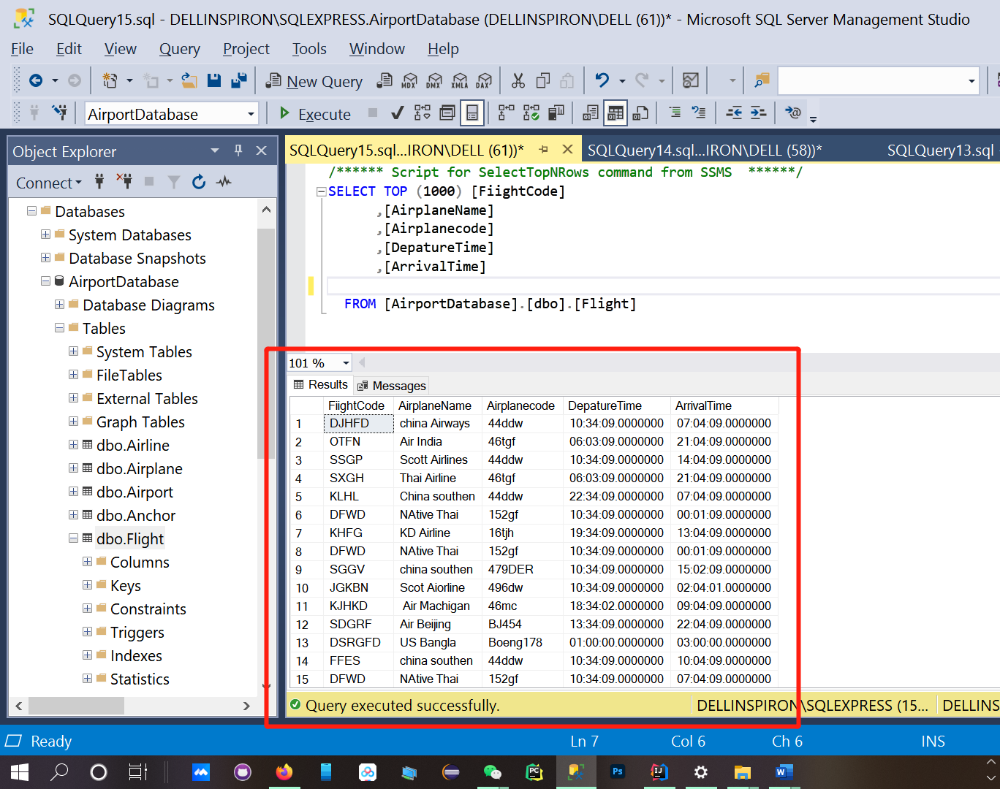 SQLQuery15.sql - DELLINSPIRON\SQLEXPRESS.AirportDatabase (DELLINSPIRON\DELL (61))* - Microsoft SQL Server Management Studio
File Edit View Query Project Tools Window Help
New Query MDX DMX XMLA DAX
AirportDatabase Execute
Object Explorer
Connect
Databases
System Databases
Database Snapshots
AirportDatabase
Database Diagrams
Tables
System Tables
FileTables
External Tables
Graph Tables
dbo.Airline
dbo.Airplane
dbo.Airport
dbo.Anchor
dbo.Flight
Columns
Keys
Constraints
Triggers
Indexes
Statistics
SQLQuery15.sql...IRON\DELL (61))* SQLQuery14.sql...IRON\DELL (58))* SQLQuery13.sql
/****** Script for SelectTopNRows command from SSMS ******/
SELECT TOP (1000) [FiightCode]
,[AirplaneName]
,[Airplanecode]
,[DepatureTime]
,[ArrivalTime]
FROM [AirportDatabase].[dbo].[Flight]
101 %
Results Messages
FiightCode AirplaneName Airplanecode DepatureTime ArrivalTime
1 DJHFD china Airways 44ddw 10:34:09.0000000 07:04:09.0000000
2 OTFN Air India 46tgf 06:03:09.0000000 21:04:09.0000000
3 SSGP Scott Airlines 44ddw 10:34:09.0000000 14:04:09.0000000
4 SXGH Thai Airline 46tgf 06:03:09.0000000 21:04:09.0000000
5 KLHL China southen 44ddw 22:34:09.0000000 07:04:09.0000000
6 DFWD NAtive Thai 152gf 10:34:09.0000000 00:01:09.0000000
7 KHFG KD Airline 16tjh 19:34:09.0000000 13:04:09.0000000
8 DFWD NAtive Thai 152gf 10:34:09.0000000 00:01:09.0000000
9 SGGV china southen 479DER 10:34:09.0000000 15:02:09.0000000
10 JGKBN Scot Aiorline 496dw 10:34:09.0000000 02:04:01.0000000
11 KJHKD Air Machigan 46mc 18:34:02.0000000 09:04:09.0000000
12 SDGRF Air Beijing BJ454 13:34:09.0000000 22:04:09.0000000
13 DSRGFD US Bangla Boeng178 01:00:00.0000000 03:00:00.0000000
14 FFES china southen 44ddw 10:34:09.0000000 10:04:09.0000000
15 DFWD NAtive Thai 152gf 10:34:09.0000000 07:04:09.0000000
Query executed successfully. DELLINSPIRON\SQLEXPRESS (15... DELLINS
Ready Ln 7 Col 6 Ch 6 INS
PC Ps IJ W